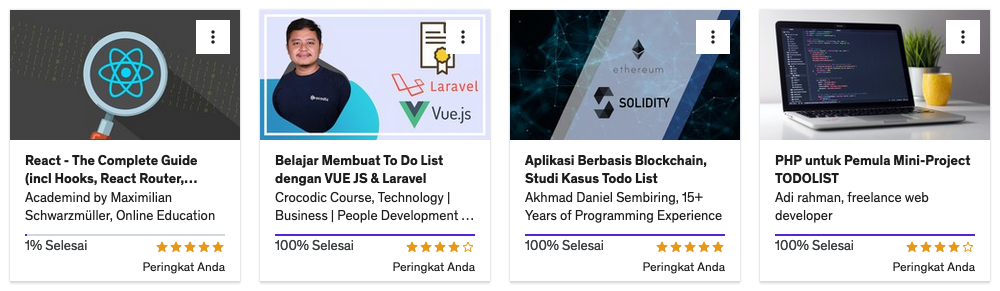 React - The Complete Guide
(incl Hooks, React Router,...
Academind by Maximilian
Schwarzmüller, Online Education
1% Selesai
Peringkat Anda
Laravel
Vue.js
Belajar Membuat To Do List
dengan VUE JS & Laravel
Crocodic Course, Technology |
Business | People Development ...
100% Selesai
Peringkat Anda
ethereum
SOLIDITY
Aplikasi Berbasis Blockchain,
Studi Kasus Todo List
Akhmad Daniel Sembiring, 15+
Years of Programming Experience
100% Selesai
Peringkat Anda
PHP untuk Pemula Mini-Project
TODOLIST
Adi rahman, freelance web
developer
100% Selesai
Peringkat Anda